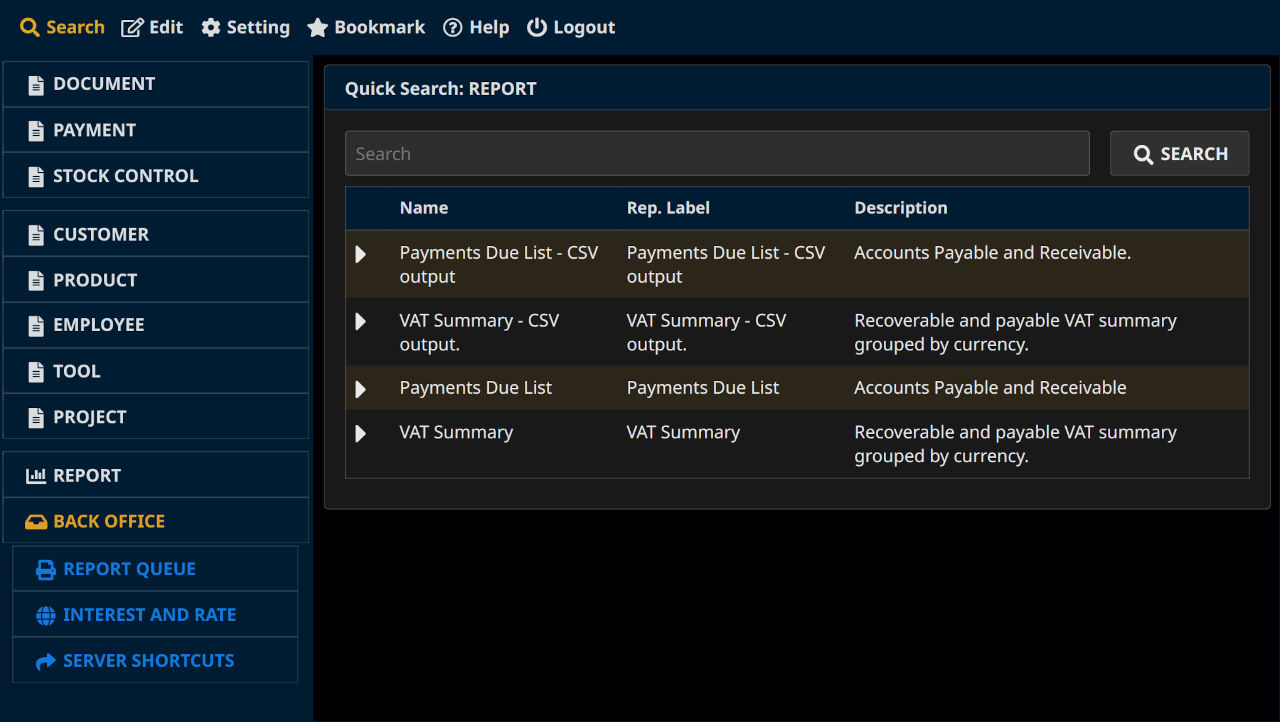 Search Edit Setting Bookmark Help Logout
DOCUMENT
PAYMENT
STOCK CONTROL
CUSTOMER
PRODUCT
EMPLOYEE
TOOL
PROJECT
REPORT
BACK OFFICE
REPORT QUEUE
INTEREST AND RATE
SERVER SHORTCUTS
Quick Search: REPORT
Search SEARCH
Name Rep. Label Description
Payments Due List - CSV Payments Due List - CSV Accounts Payable and Receivable.
output output
VAT Summary - CSV VAT Summary - CSV Recoverable and payable VAT summary
output. output. grouped by currency.
Payments Due List Payments Due List Accounts Payable and Receivable
VAT Summary VAT Summary Recoverable and payable VAT summary
grouped by currency.